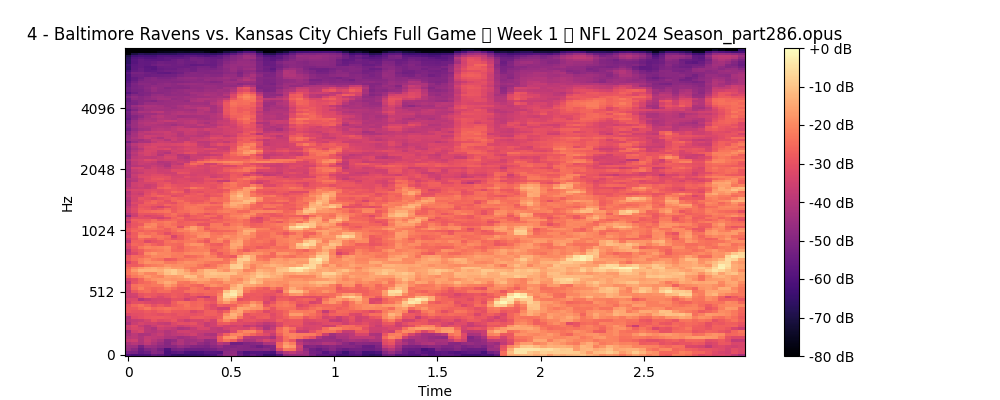 4 - Baltimore Ravens vs. Kansas City Chiefs Full Game ▯ Week 1 ▯ NFL 2024 Season_part286.opus
+0 dB
-10 dB
-20 dB
-30 dB
-40 dB
-50 dB
-60 dB
-70 dB
-80 dB
4096
2048
1024
512
0
Hz
0 0.5 1 1.5 2 2.5
Time